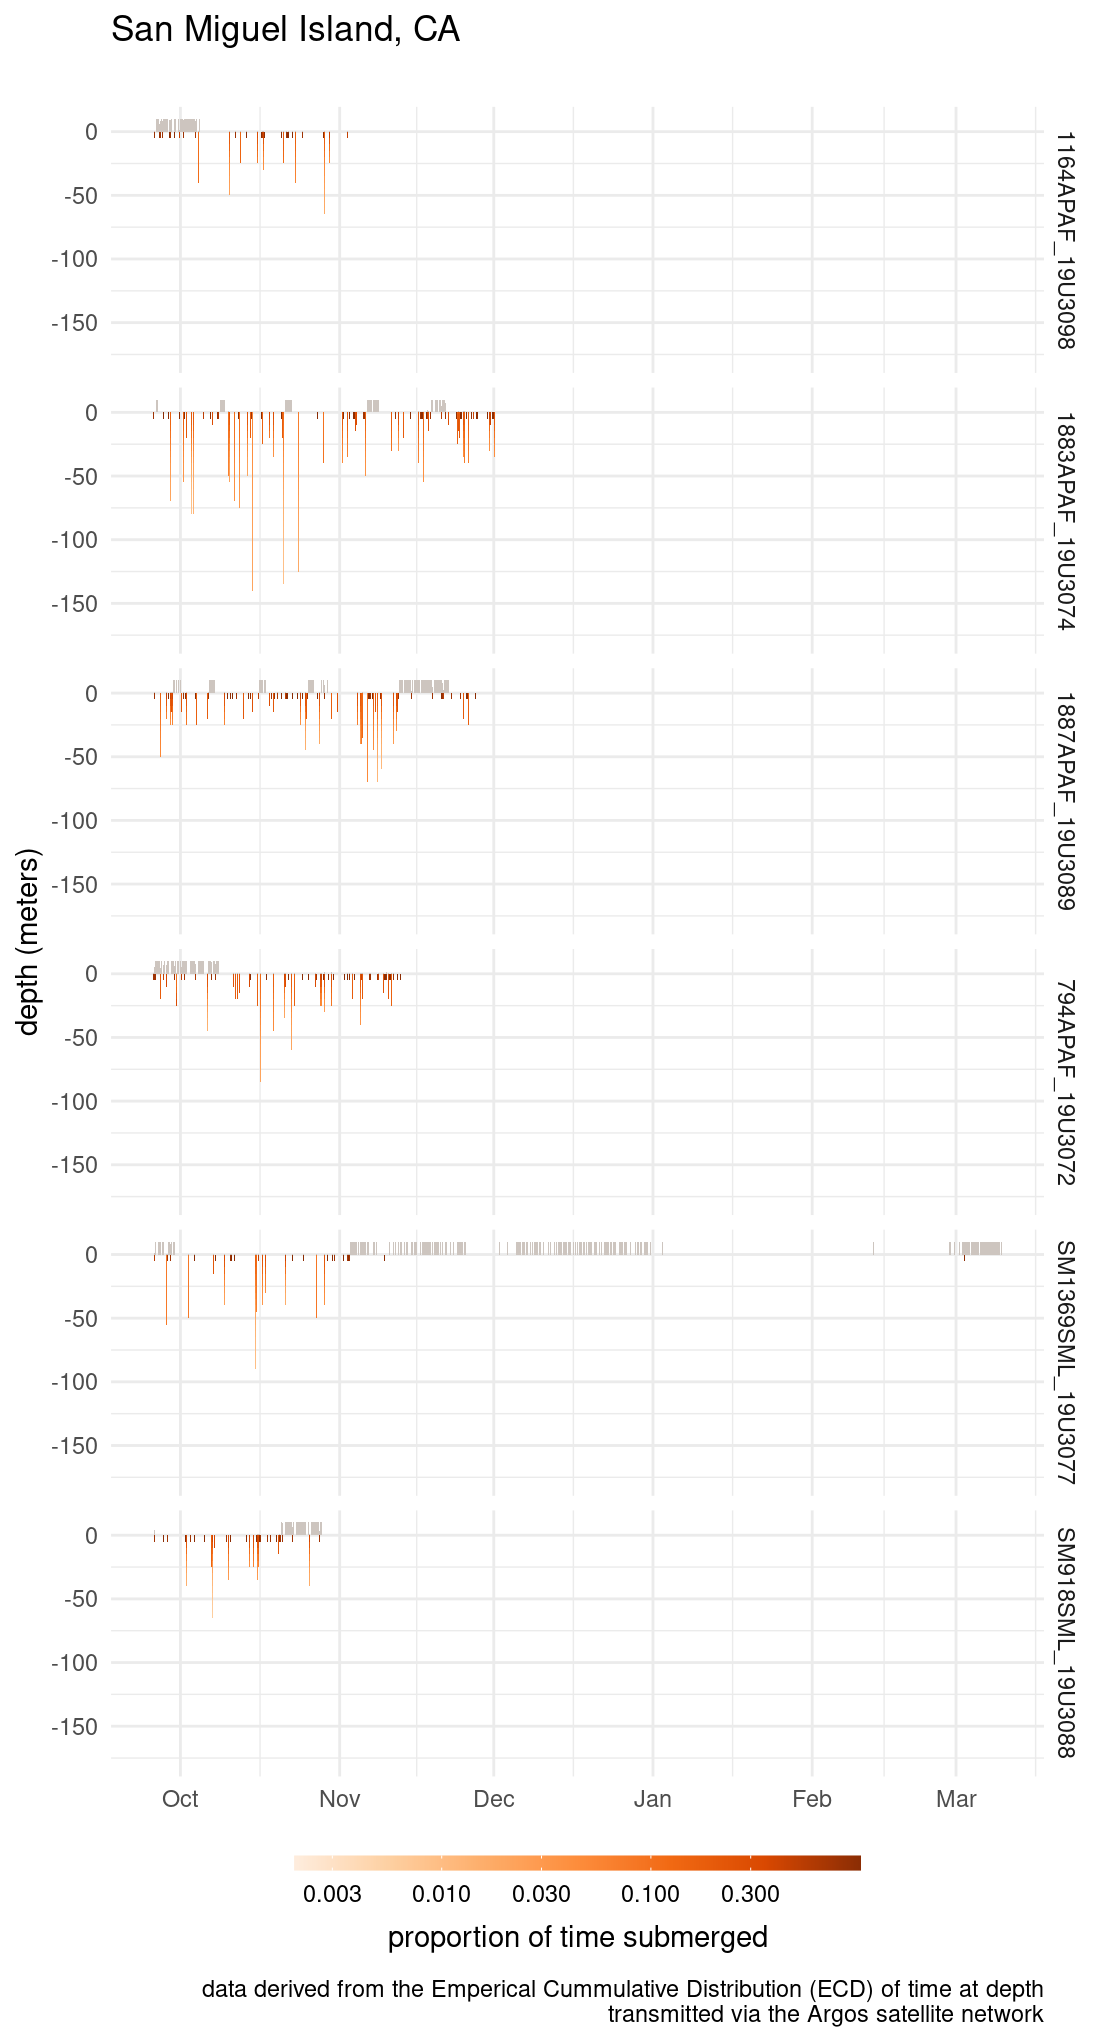 San Miguel Island, CA
0
-50
-100
-150
1164APAF_19U3098
0
-50
-100
-150
1883APAF_19U3074
0
-50
-100
-150
1887APAF_19U3089
depth (meters)
0
-50
-100
-150
794APAF_19U3072
0
-50
-100
-150
SM1369SML_19U3077
0
-50
-100
-150
SM918SML_19U3088
Oct Nov Dec Jan Feb Mar
0.003 0.010 0.030 0.100 0.300
proportion of time submerged
data derived from the Emperical Cummulative Distribution (ECD) of time at depth
transmitted via the Argos satellite network